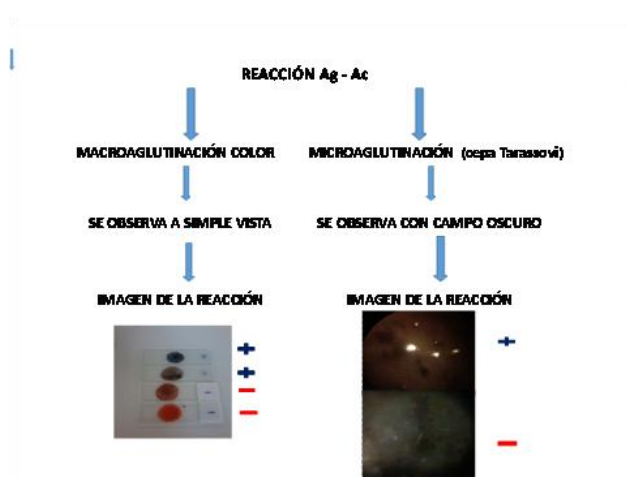 REACCIÓN Ag - Ac
MACROAGLUTINACIÓN COLOR
MICROAGLUTINACIÓN (cepa Tarassovi)
SE OBSERVA A SIMPLE VISTA
SE OBSERVA CON CAMPO OSCURO
IMAGEN DE LA REACCIÓN
IMAGEN DE LA REACCIÓN
+
+
+
−
−
−